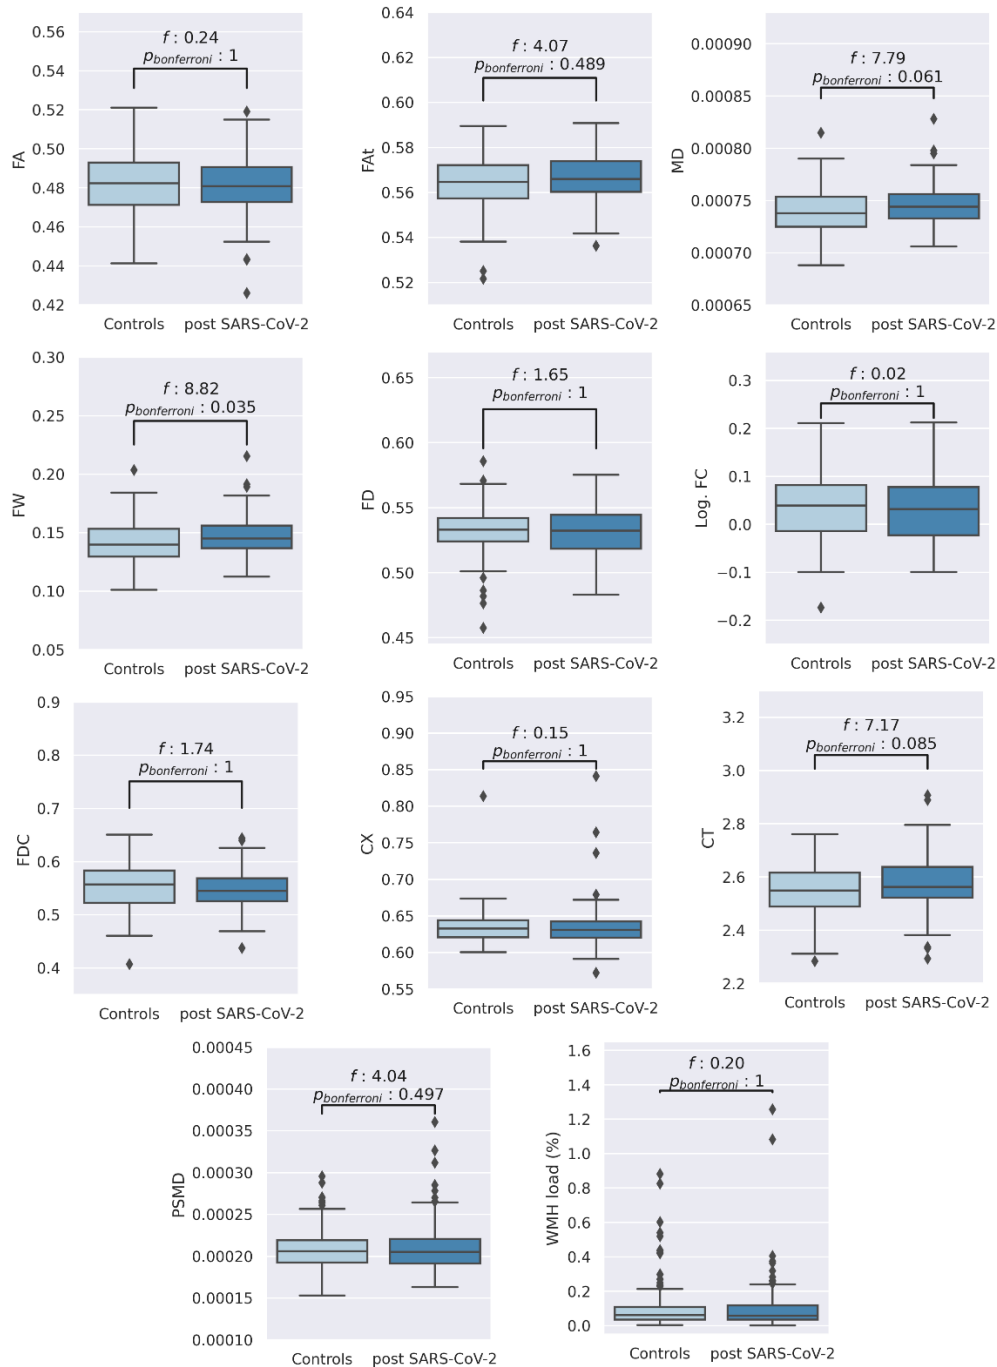 f : 0.24
p_bonferroni : 1
0.56
0.54
0.52
0.50
0.48
0.46
0.44
0.42
FA
Controls post SARS-CoV-2
f : 4.07
p_bonferroni : 0.489
0.64
0.62
0.60
0.58
0.56
0.54
0.52
FAt
Controls post SARS-CoV-2
f : 7.79
p_bonferroni : 0.061
0.00090
0.00085
0.00080
0.00075
0.00070
0.00065
MD
Controls post SARS-CoV-2
f : 8.82
p_bonferroni : 0.035
0.30
0.25
0.20
0.15
0.10
0.05
FW
Controls post SARS-CoV-2
f : 1.65
p_bonferroni : 1
0.65
0.60
0.55
0.50
0.45
FD
Controls post SARS-CoV-2
f : 0.02
p_bonferroni : 1
0.3
0.2
0.1
0.0
−0.1
−0.2
Log. FC
Controls post SARS-CoV-2
f : 1.74
p_bonferroni : 1
0.9
0.8
0.7
0.6
0.5
0.4
FDC
Controls post SARS-CoV-2
f : 0.15
p_bonferroni : 1
0.95
0.90
0.85
0.80
0.75
0.70
0.65
0.60
0.55
CX
Controls post SARS-CoV-2
f : 7.17
p_bonferroni : 0.085
3.2
3.0
2.8
2.6
2.4
2.2
CT
Controls post SARS-CoV-2
f : 4.04
p_bonferroni : 0.497
0.00045
0.00040
0.00035
0.00030
0.00025
0.00020
0.00015
0.00010
PSMD
Controls post SARS-CoV-2
f : 0.20
p_bonferroni : 1
1.6
1.4
1.2
1.0
0.8
0.6
0.4
0.2
0.0
WMH load (%)
Controls post SARS-CoV-2